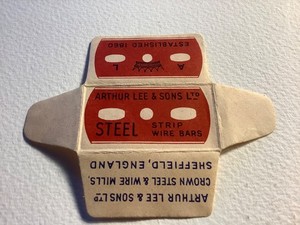 ESTABLISHED 1860
A L
ARTHUR LEE & SONS LTD
STEEL STRIP
WIRE BARS
ARTHUR LEE & SONS LTD
CROWN STEEL & WIRE MILLS,
SHEFFIELD, ENGLAND